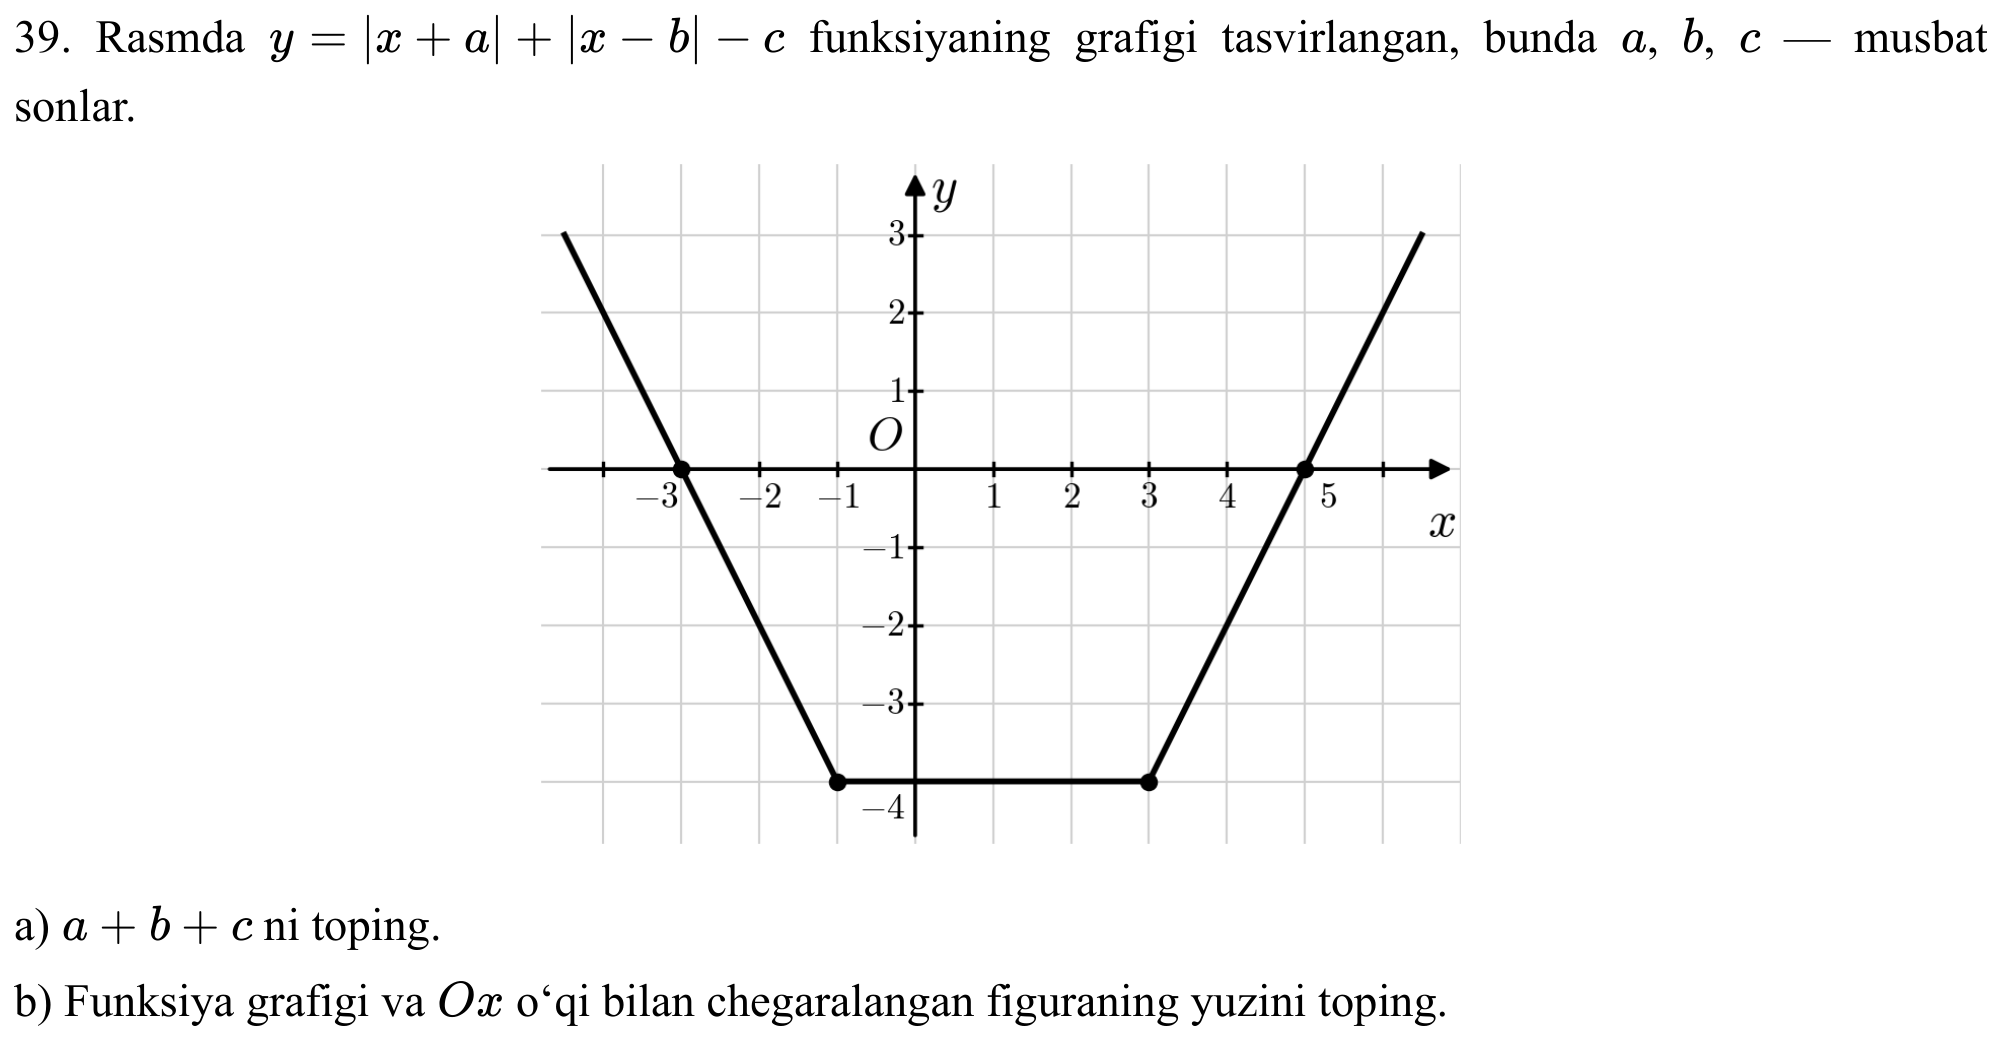 39. Rasmda y = |x + a| + |x − b| − c funksiyaning grafigi tasvirlangan, bunda a, b, c — musbat
sonlar.
y
3
2
1
O
−3 −2 −1 1 2 3 4 5
x
−1
−2
−3
−4
a) a + b + c ni toping.
b) Funksiya grafigi va Ox o‘qi bilan chegaralangan figuraning yuzini toping.